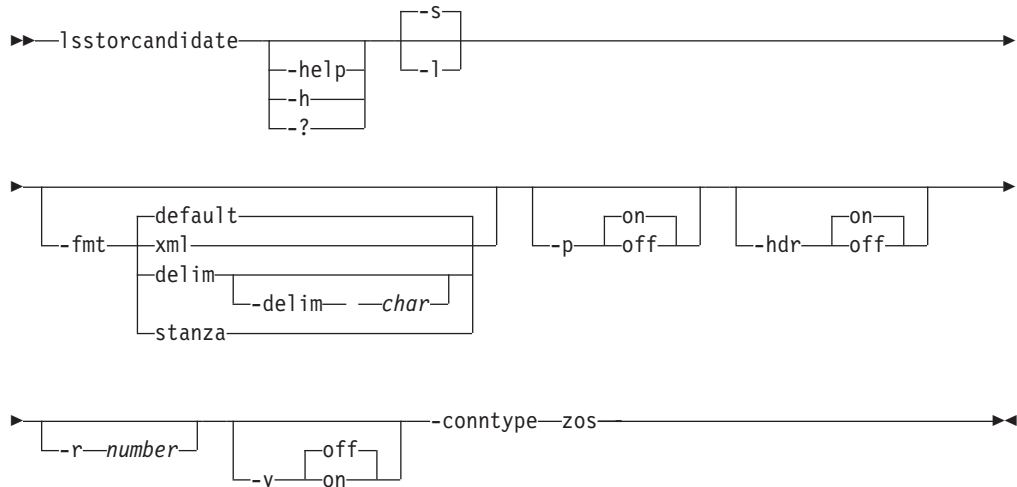 -s
lsstorcandidate
-help
-l
-h
-?
default on on
-fmt xml -p off -hdr off
delim
-delim char
stanza
-conntype zos
-r number off
-v on